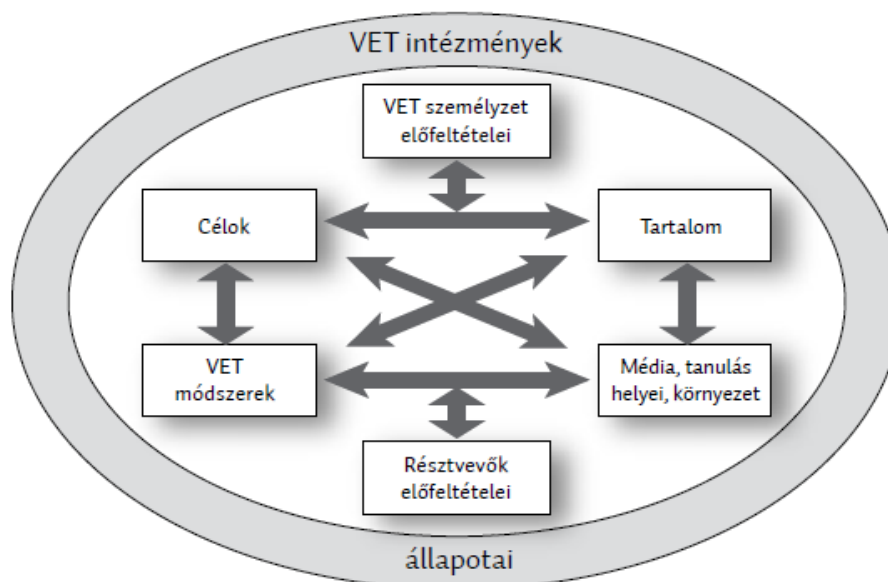 VET intézmények
VET személyzet
előfeltételei
Célok
Tartalom
VET
módszerek
Média, tanulás
helyei, környezet
Résztvevők
előfeltételei
állapotai